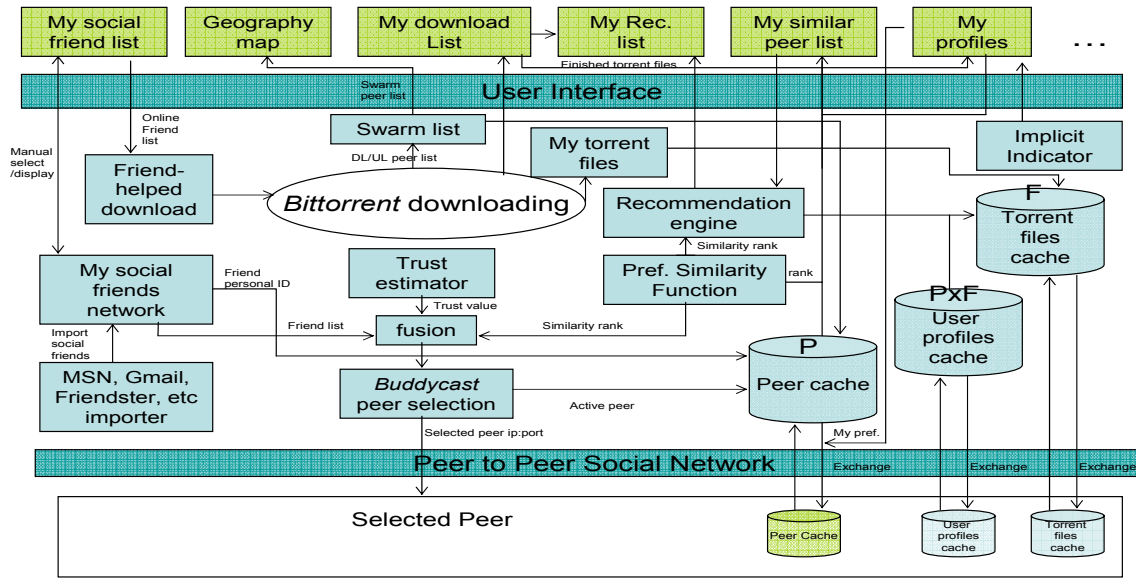 My social
friend list
Geography
map
My download
List
My Rec.
list
My similar
peer list
My
profiles
...
Finished torrent files
Swarm
peer list
User Interface
Online
Friend
list
Swarm list
DL/UL peer list
My torrent
files
Implicit
Indicator
Manual
select
/display
Friend-
helped
download
Bittorrent downloading
Recommendation
engine
F
Torrent
files
cache
Similarity rank
My social
friends
network
Friend
personal ID
Trust
estimator
Pref. Similarity
Function
rank
Trust value
PxF
User
profiles
cache
Friend list
fusion
Similarity rank
Import
social
friends
P
Peer cache
MSN, Gmail,
Friendster, etc
importer
Buddycast
peer selection
Active peer
Selected peer ip:port
My pref.
Peer to Peer Social Network
Exchange
Exchange
Exchange
Selected Peer
Peer Cache
User
profiles
cache
Torrent
files
cache